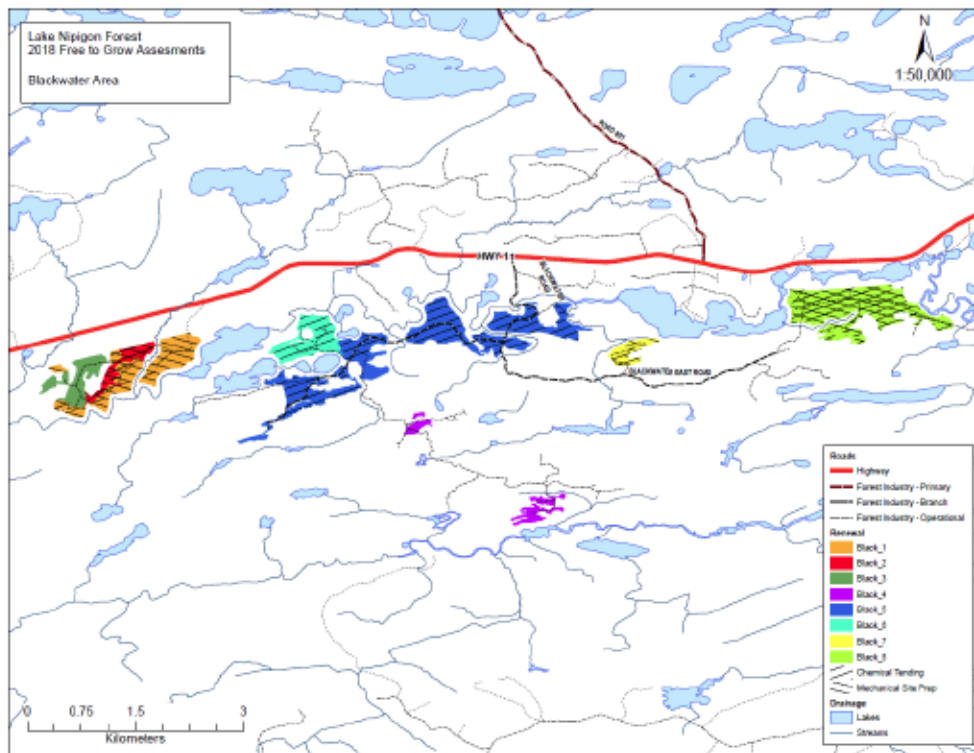 Lake Nipigon Forest
2018 Free to Grow Assesments
Blackwater Area
N
1:50,000
HWY-11
BLACKWATER
ROAD
BLACKWATER EAST ROAD
Roads
Highway
Forest Industry - Primary
Forest Industry - Branch
Forest Industry - Operational
Renewal
Black_1
Black_2
Black_3
Black_4
Black_5
Black_6
Black_7
Black_8
Chemical Tending
Mechanical Site Prep
Drainage
Lakes
Streams
0 0.75 1.5 3
Kilometers